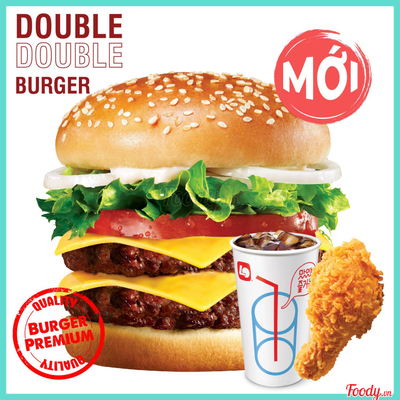 DOUBLE
DOUBLE
BURGER
MỚI
QUALITY
BURGER
PREMIUM
QUALITY
Foody.vn